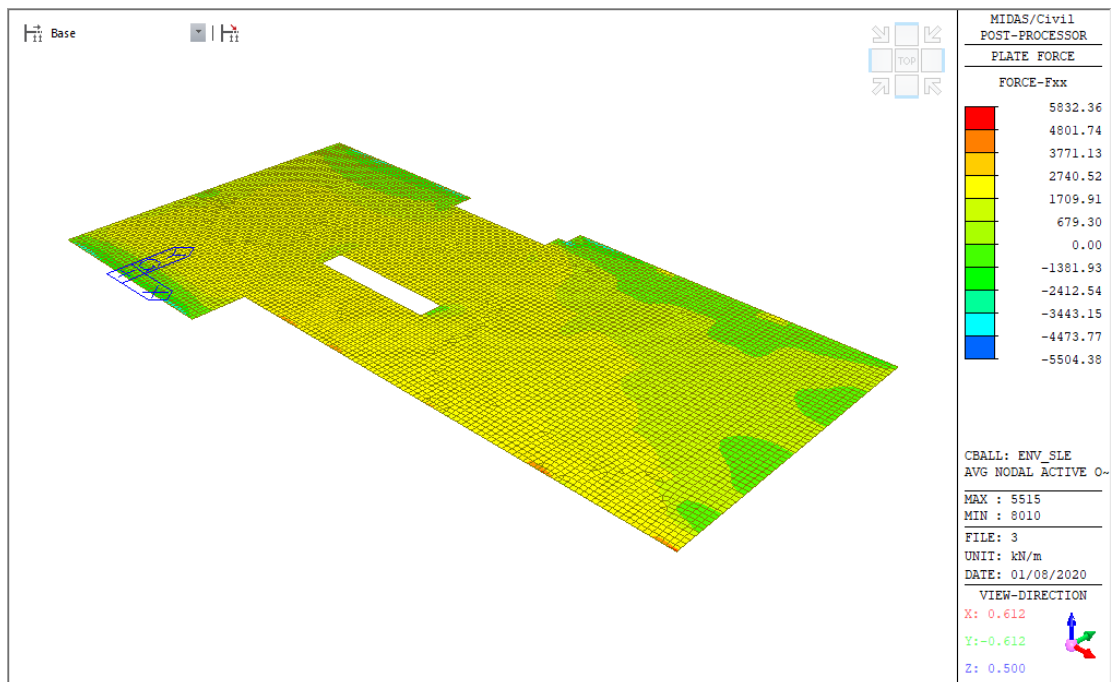 Base
TOP
MIDAS/Civil
POST-PROCESSOR
PLATE FORCE
FORCE-Fxx
5832.36
4801.74
3771.13
2740.52
1709.91
679.30
0.00
-1381.93
-2412.54
-3443.15
-4473.77
-5504.38
CBALL: ENV_SLE
AVG NODAL ACTIVE O~
MAX : 5515
MIN : 8010
FILE: 3
UNIT: kN/m
DATE: 01/08/2020
VIEW-DIRECTION
X: 0.612
Y:-0.612
Z: 0.500